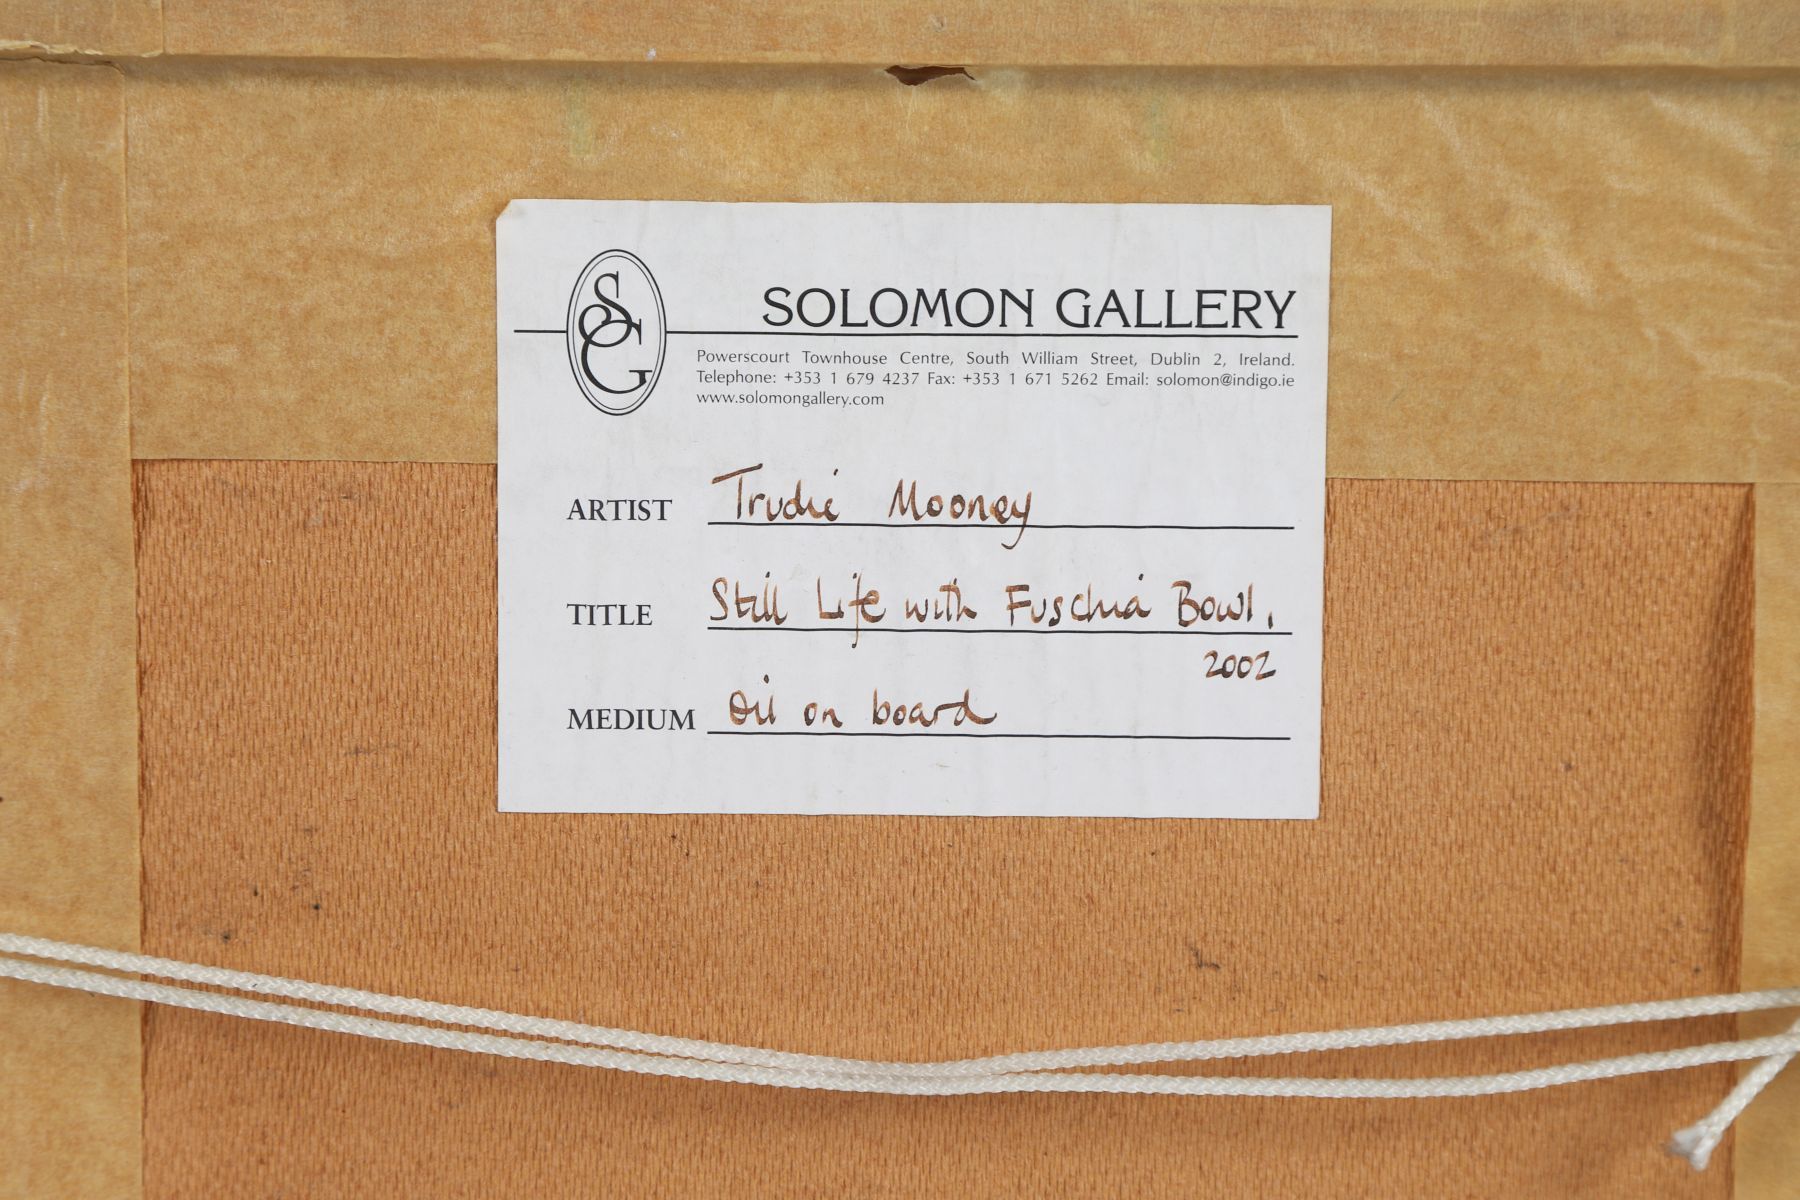 SG
SOLOMON GALLERY
Powerscourt Townhouse Centre, South William Street, Dublin 2, Ireland.
Telephone: +353 1 679 4237 Fax: +353 1 671 5262 Email: solomon@indigo.ie
www.solomongallery.com
ARTIST Trudie Mooney
TITLE Still Life with Fuschia Bowl,
2002
MEDIUM Oil on board